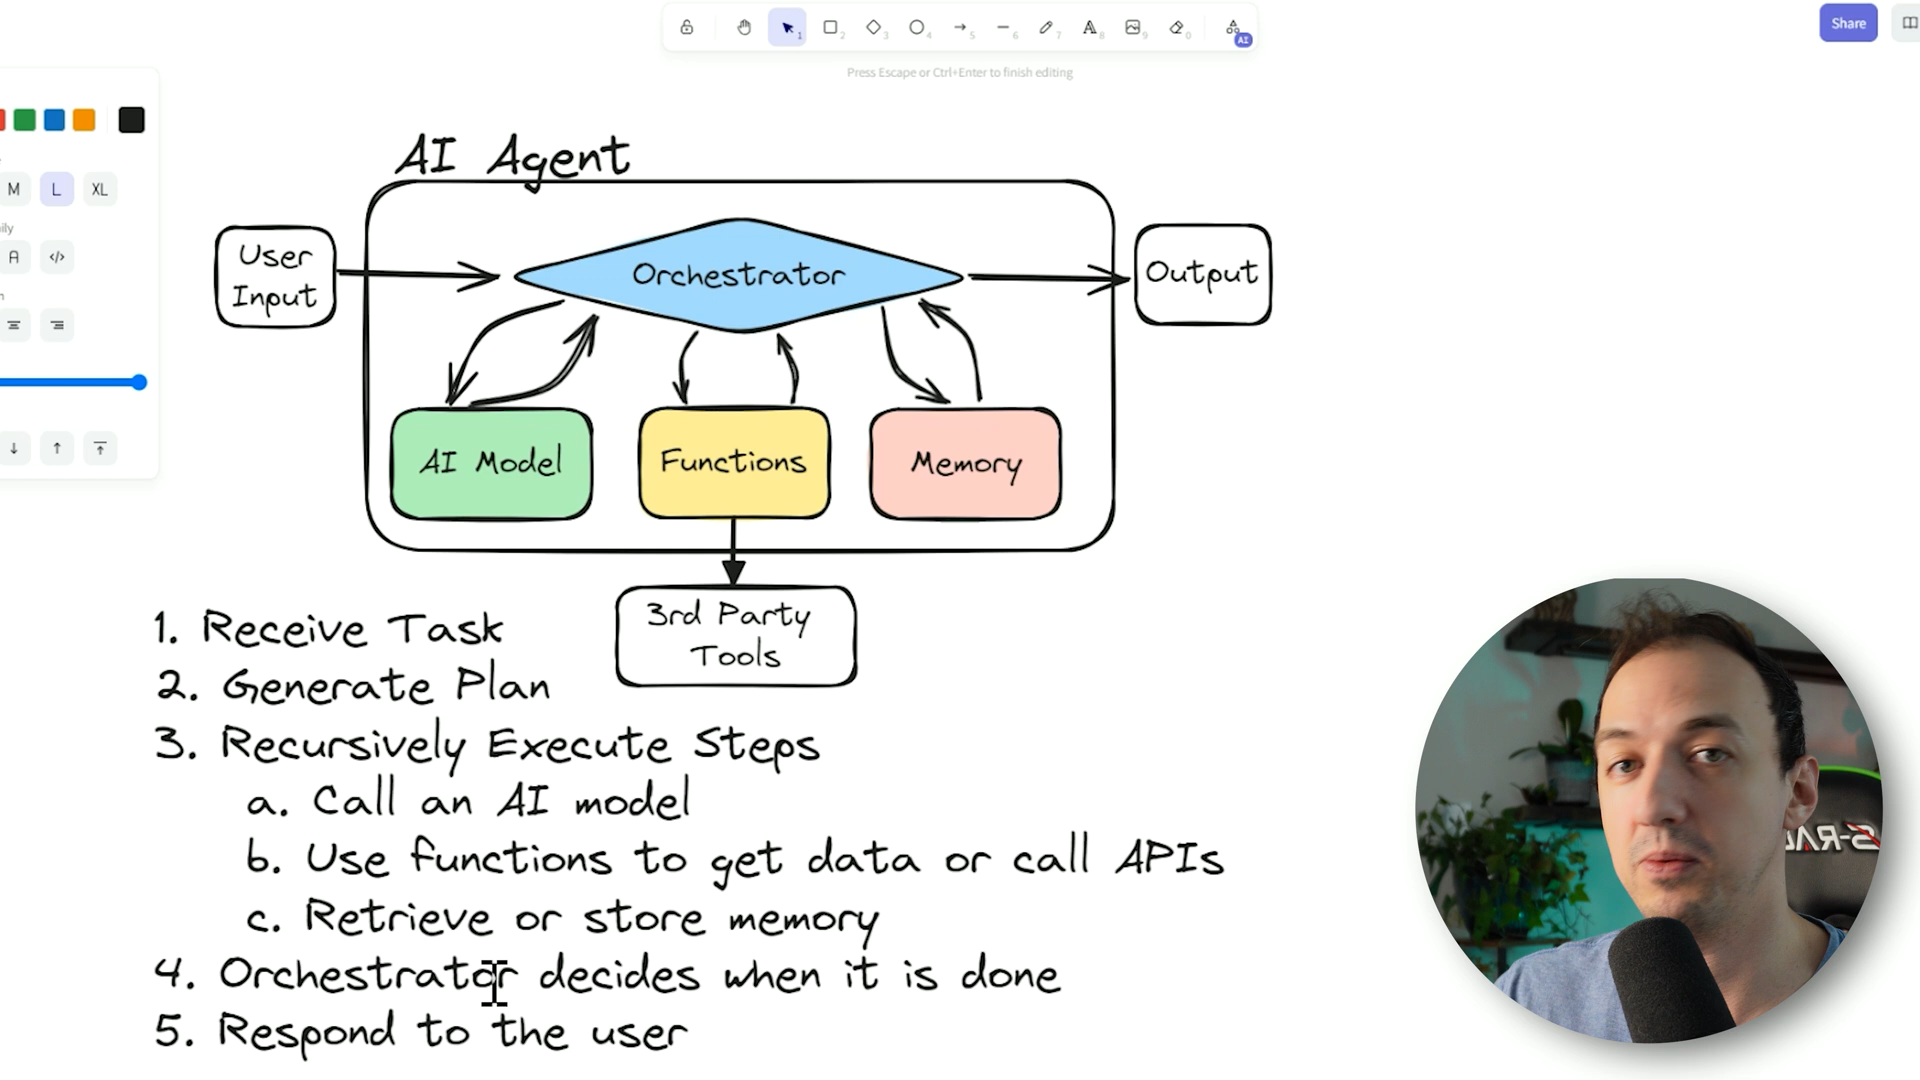 Share
Press Escape or Ctrl+Enter to finish editing
M L XL
A </>
AI
AI Agent
User
Input
Orchestrator
Output
AI Model
Functions
Memory
3rd Party
Tools
1. Receive Task
2. Generate Plan
3. Recursively Execute Steps
a. Call an AI model
b. Use functions to get data or call APIs
c. Retrieve or store memory
4. Orchestrator decides when it is done
5. Respond to the user